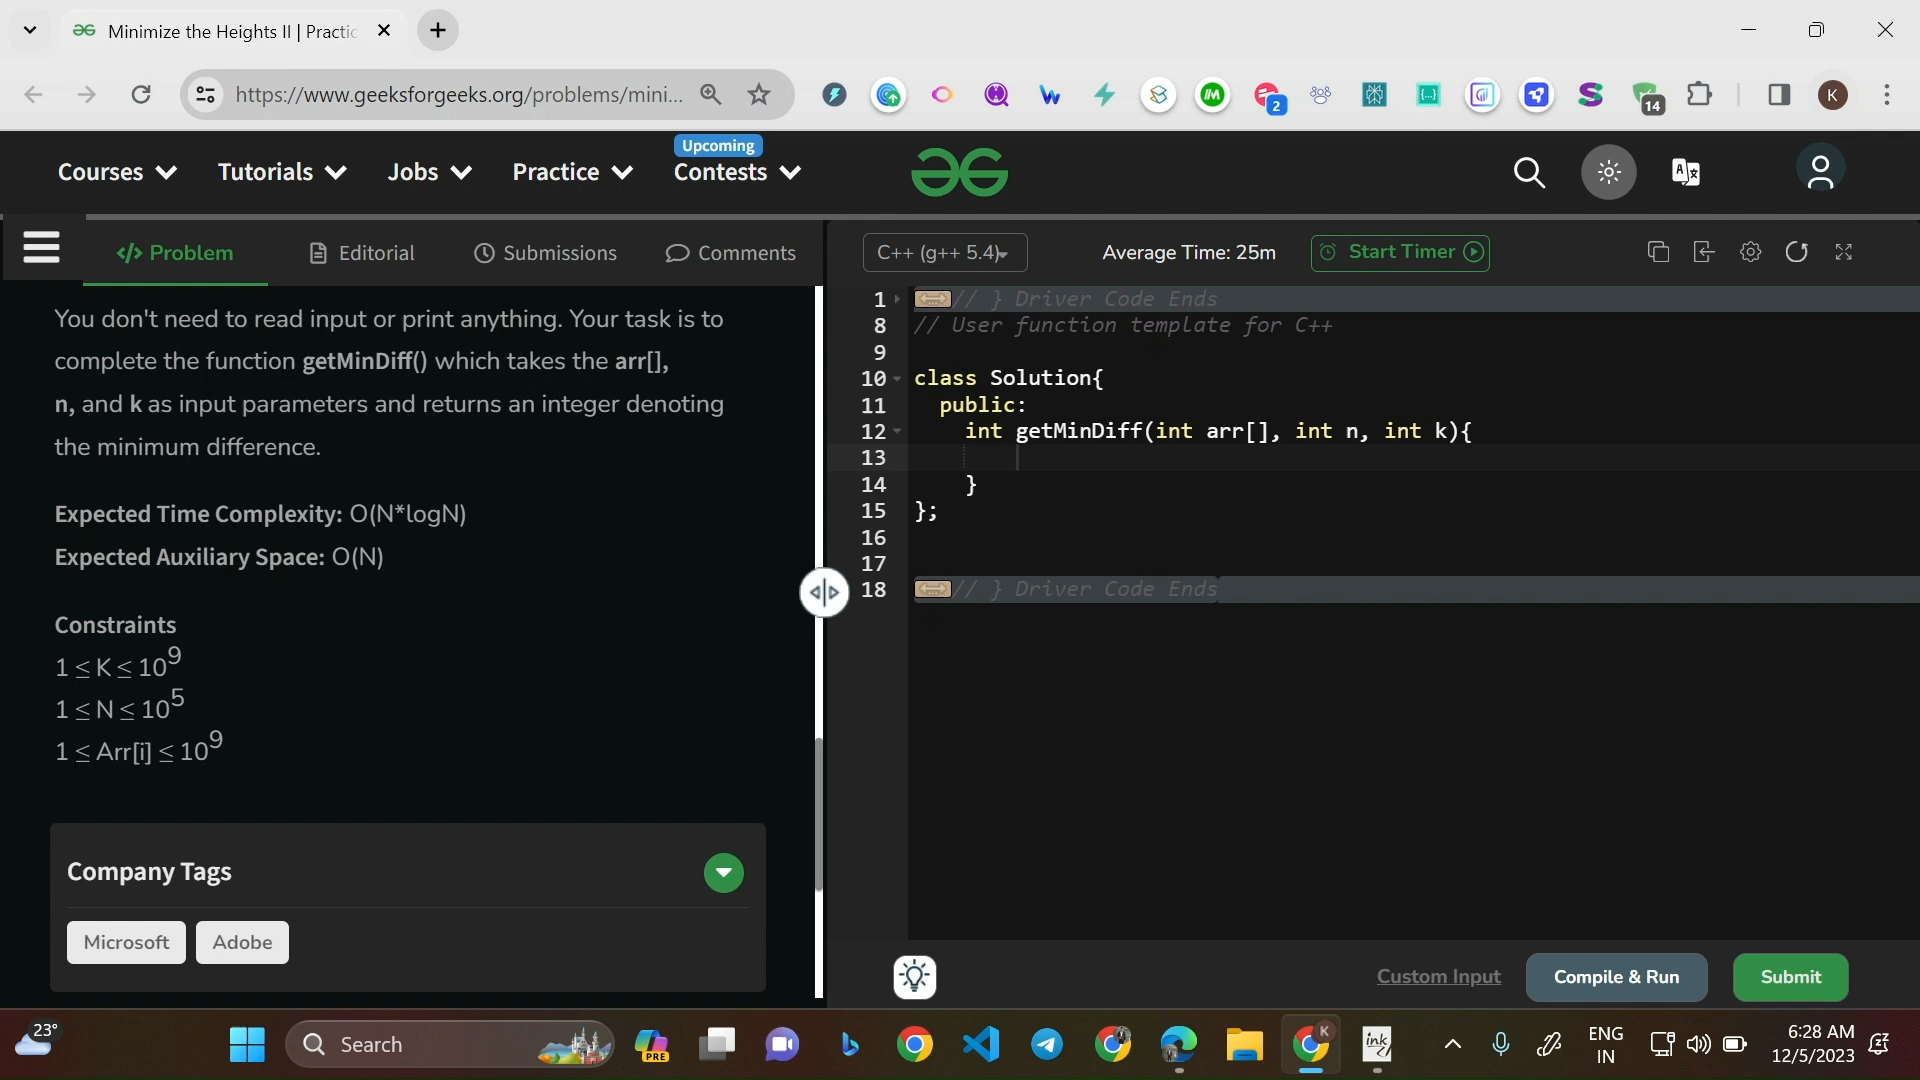 Minimize the Heights II | Practic
https://www.geeksforgeeks.org/problems/mini...
2
14
K
Courses
Tutorials
Jobs
Practice
Upcoming
Contests
</> Problem
Editorial
Submissions
Comments
C++ (g++ 5.4)
Average Time: 25m
Start Timer
You don't need to read input or print anything. Your task is to
complete the function getMinDiff() which takes the arr[],
n, and k as input parameters and returns an integer denoting
the minimum difference.
Expected Time Complexity: O(N*logN)
Expected Auxiliary Space: O(N)
Constraints
1 ≤ K ≤ 10^9
1 ≤ N ≤ 10^5
1 ≤ Arr[i] ≤ 10^9
Company Tags
Microsoft
Adobe
1 // } Driver Code Ends
8 // User function template for C++
9
10 class Solution{
11 public:
12 int getMinDiff(int arr[], int n, int k){
13
14 }
15 };
16
17
18 // } Driver Code Ends
Custom Input
Compile & Run
Submit
23°
Search
PRE
K
ink
ENG
IN
6:28 AM
12/5/2023